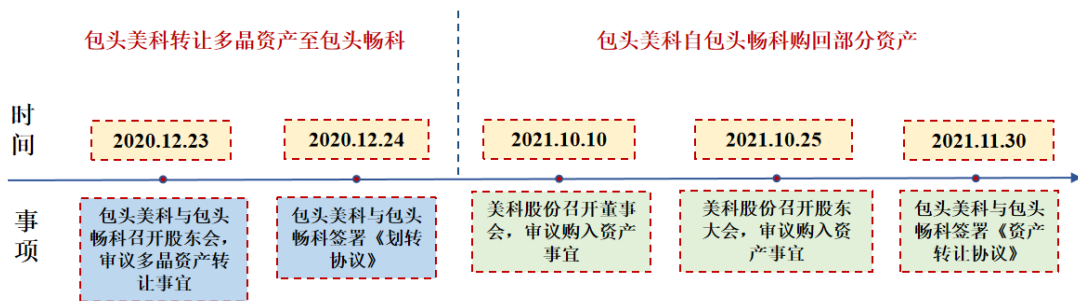 包头美科转让多晶资产至包头畅科
包头美科自包头畅科购回部分资产
时间
2020.12.23
2020.12.24
2021.10.10
2021.10.25
2021.11.30
事项
包头美科与包头
畅科召开股东会，
审议多晶资产转
让事宜
包头美科与包头
畅科签署《划转
协议》
美科股份召开董事
会，审议购入资产
事宜
美科股份召开股东
大会，审议购入资
产事宜
包头美科与包头
畅科签署《资产
转让协议》